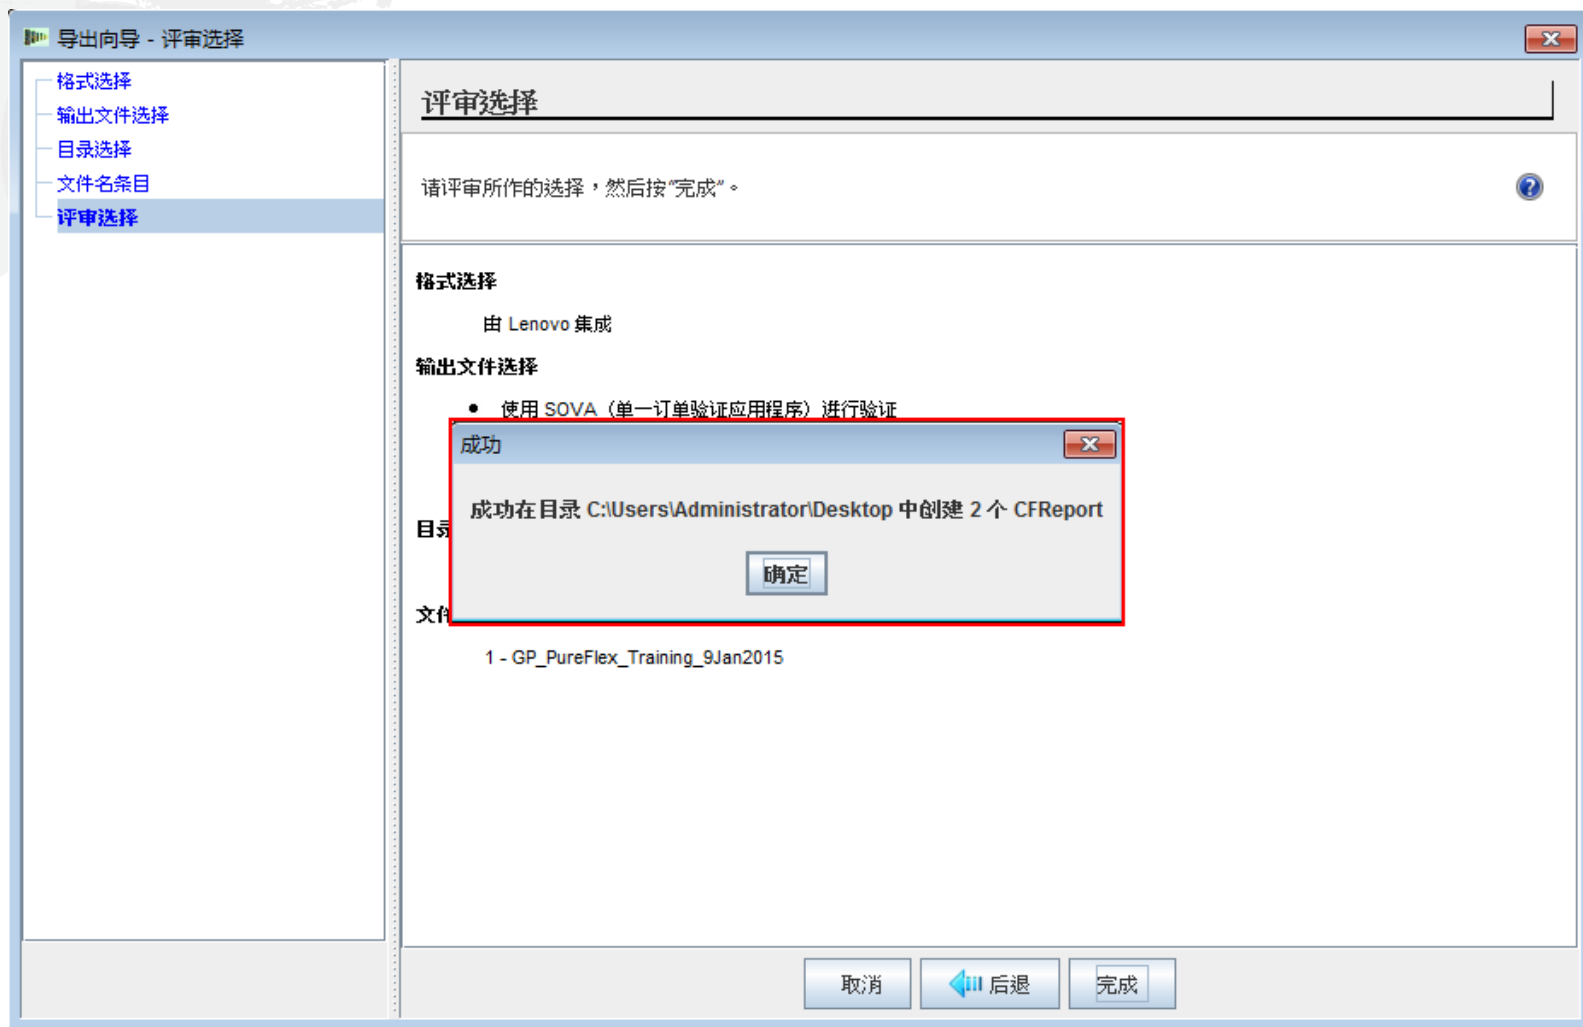 导出向导 - 评审选择
格式选择
输出文件选择
目录选择
文件名条目
评审选择
评审选择
请评审所作的选择，然后按“完成”。
格式选择
由 Lenovo 集成
输出文件选择
● 使用 SOVA（单一订单验证应用程序）进行验证
成功
成功在目录 C:\Users\Administrator\Desktop 中创建 2 个 CFReport
目录
确定
文件
1 - GP_PureFlex_Training_9Jan2015
取消
后退
完成